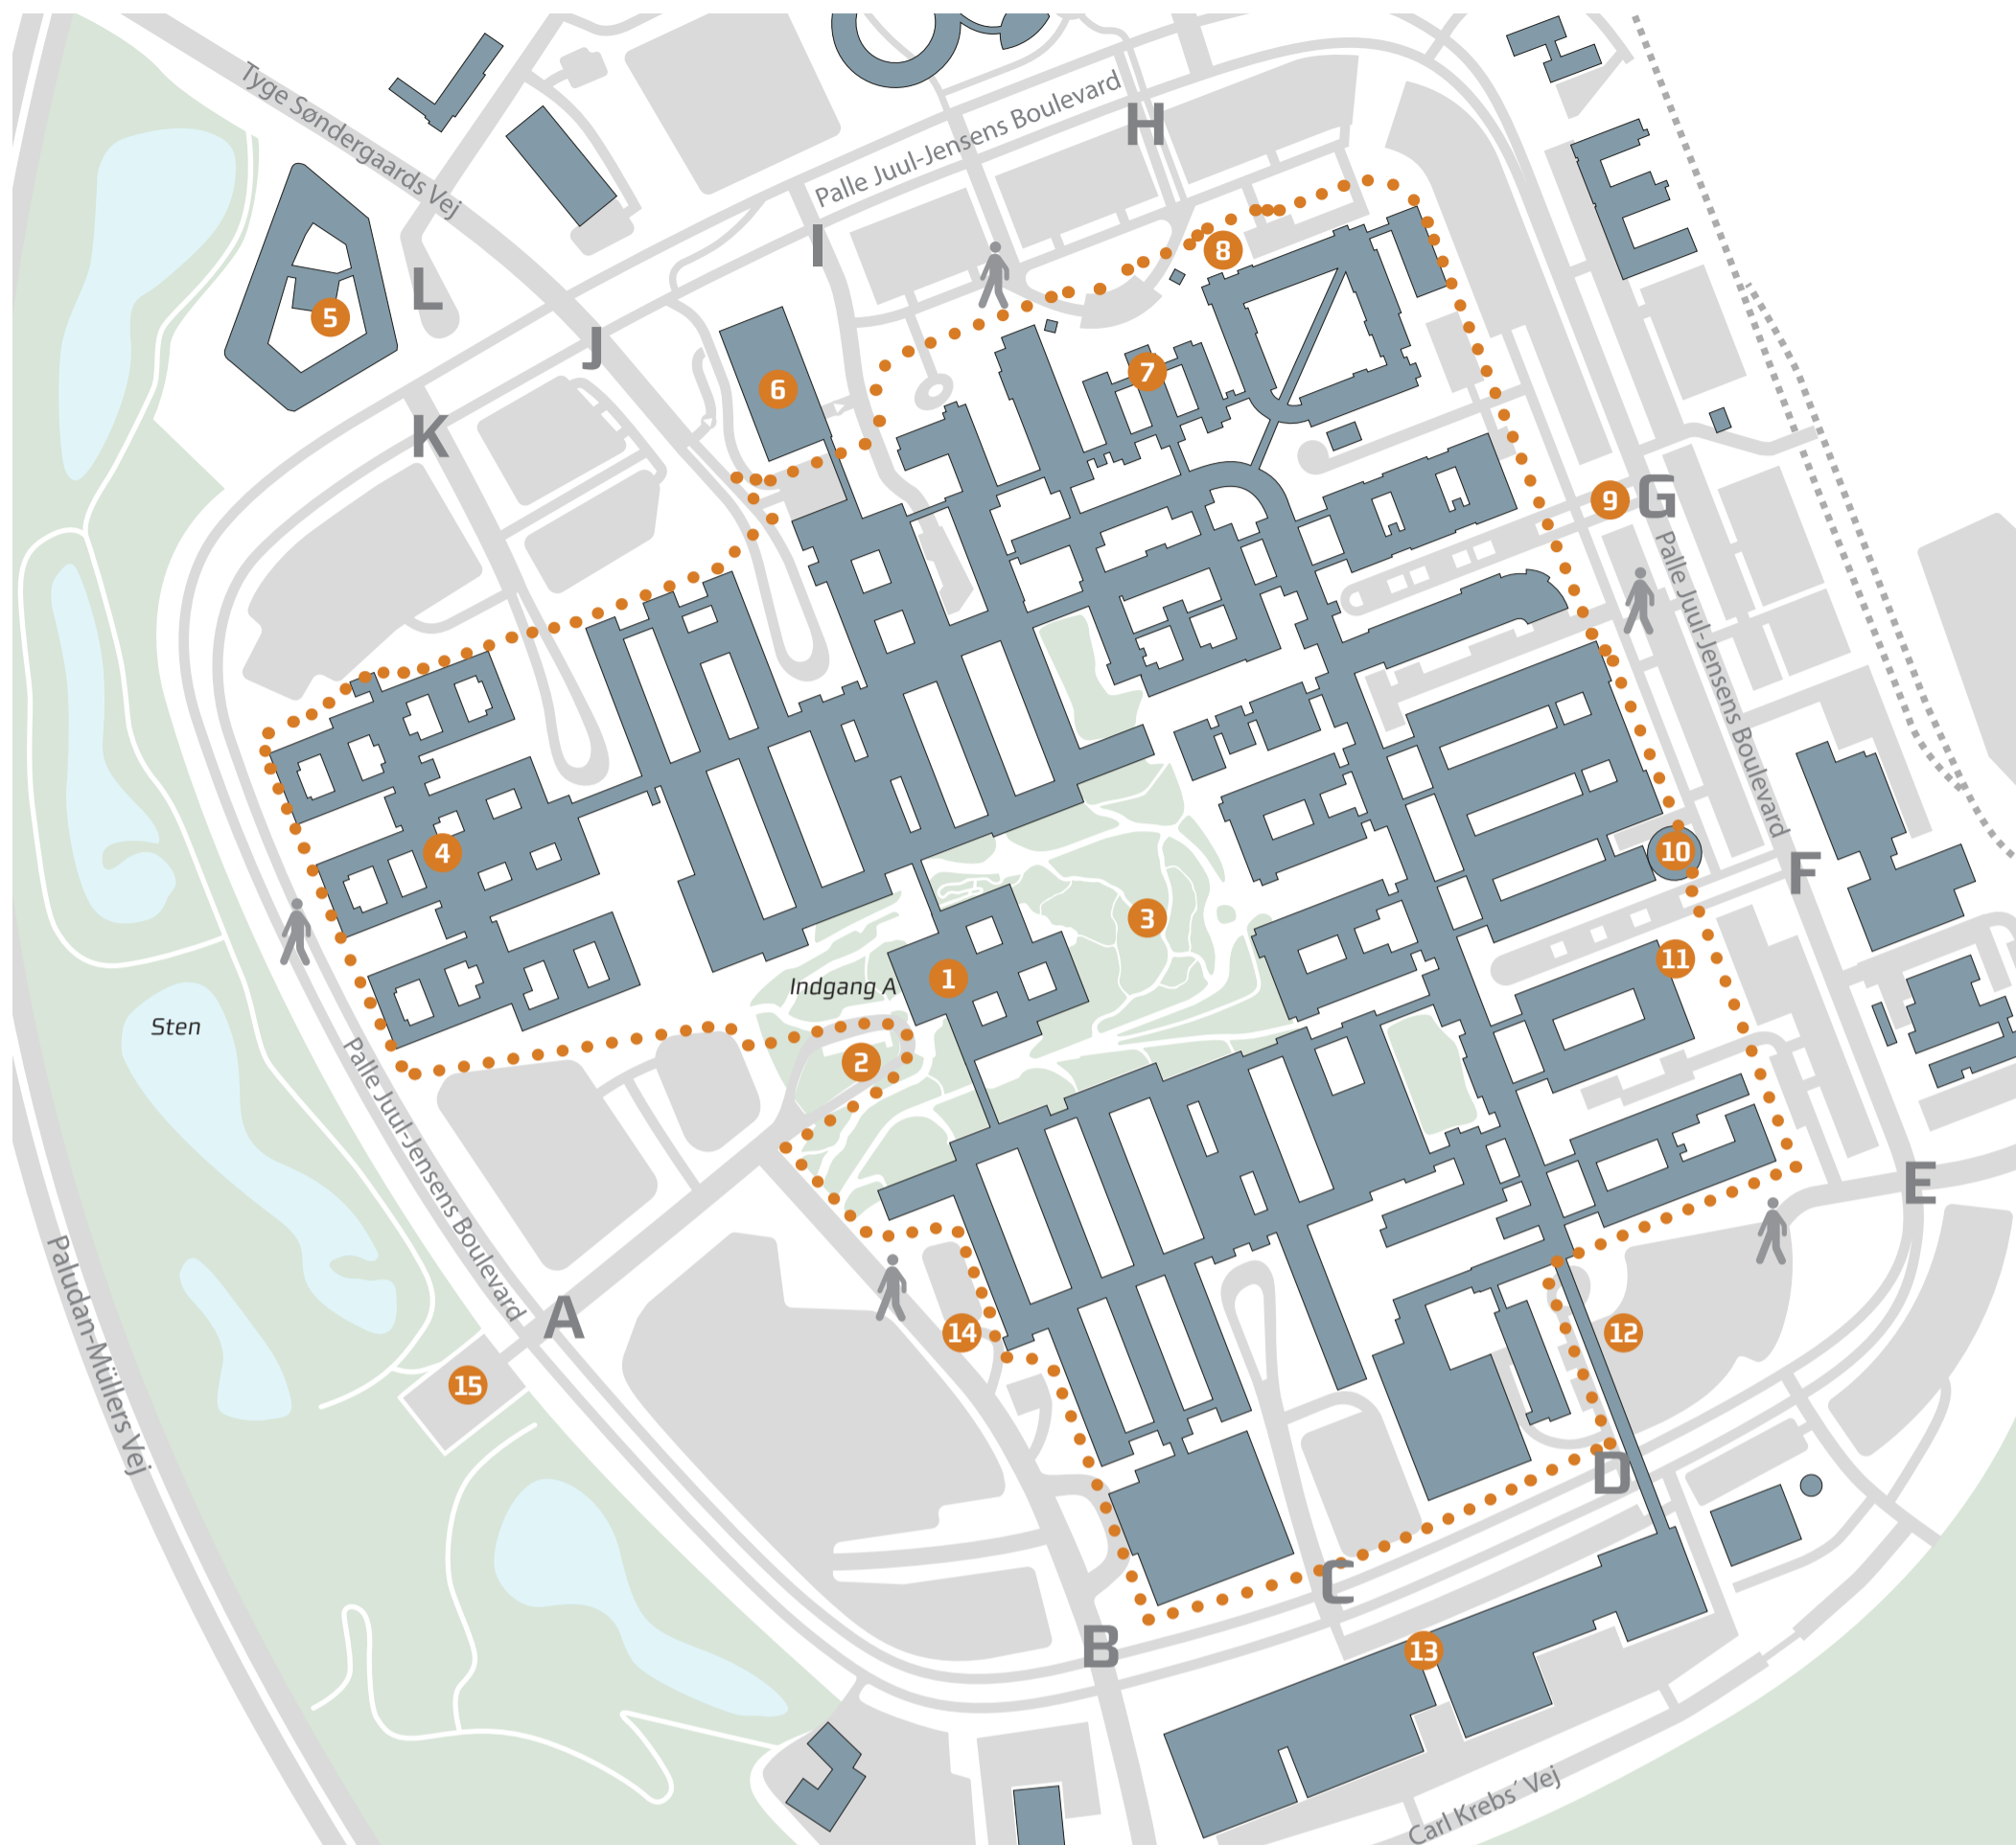 Tyge Søndergaards Vej
Palle Juul-Jensens Boulevard
H
8
I
L
5
J
7
6
K
9
G
Palle Juul-Jensens Boulevard
4
10
F
3
11
1
Indgang A
Sten
2
Palle Juul-Jensens Boulevard
E
Paludan-Müllers Vej
A
14
12
15
D
C
B
13
Carl Krebs’ Vej